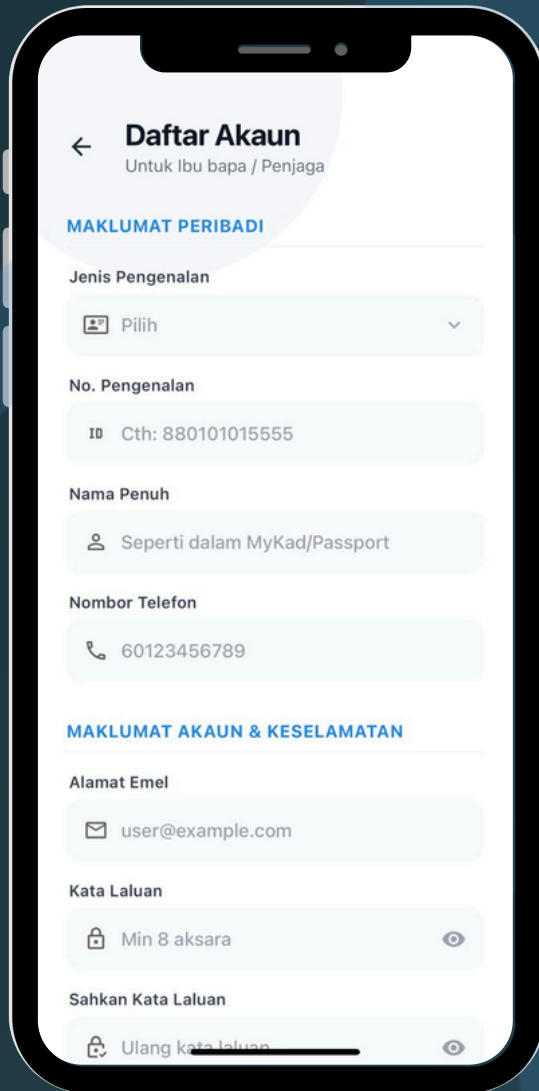 Daftar Akaun
Untuk Ibu bapa / Penjaga
MAKLUMAT PERIBADI
Jenis Pengenalan
Pilih
No. Pengenalan
ID Cth: 880101015555
Nama Penuh
Seperti dalam MyKad/Passport
Nombor Telefon
60123456789
MAKLUMAT AKAUN & KESELAMATAN
Alamat Emel
user@example.com
Kata Laluan
Min 8 aksara
Sahkan Kata Laluan
Ulang kata laluan